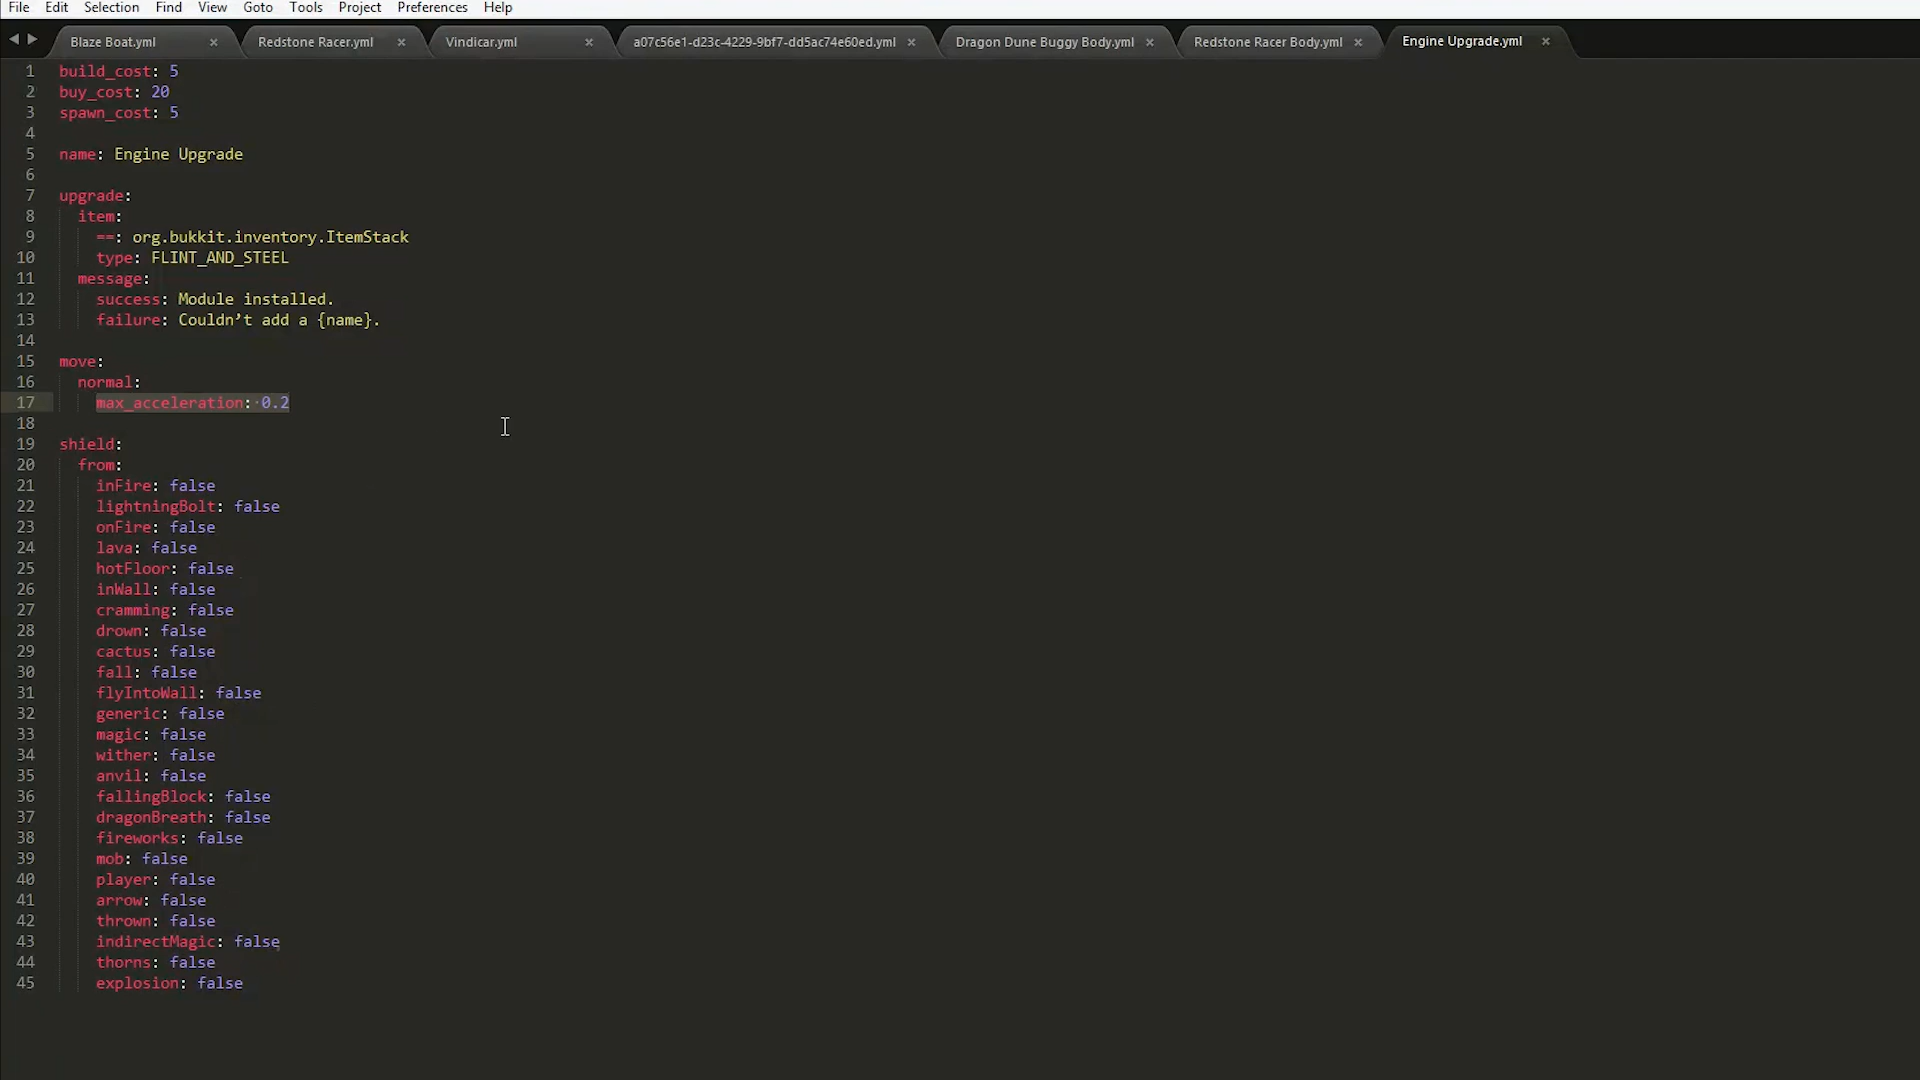 File Edit Selection Find View Goto Tools Project Preferences Help
Blaze Boat.yml × Redstone Racer.yml × Vindicar.yml × a07c56e1-d23c-4229-9bf7-dd5ac74e60ed.yml × Dragon Dune Buggy Body.yml × Redstone Racer Body.yml × Engine Upgrade.yml ×
1 build_cost: 5
2 buy_cost: 20
3 spawn_cost: 5
4
5 name: Engine Upgrade
6
7 upgrade:
8 item:
9 ==: org.bukkit.inventory.ItemStack
10 type: FLINT_AND_STEEL
11 message:
12 success: Module installed.
13 failure: Couldn’t add a {name}.
14
15 move:
16 normal:
17 max_acceleration: 0.2
18
19 shield:
20 from:
21 inFire: false
22 lightningBolt: false
23 onFire: false
24 lava: false
25 hotFloor: false
26 inWall: false
27 cramming: false
28 drown: false
29 cactus: false
30 fall: false
31 flyIntoWall: false
32 generic: false
33 magic: false
34 wither: false
35 anvil: false
36 fallingBlock: false
37 dragonBreath: false
38 fireworks: false
39 mob: false
40 player: false
41 arrow: false
42 thrown: false
43 indirectMagic: false
44 thorns: false
45 explosion: false